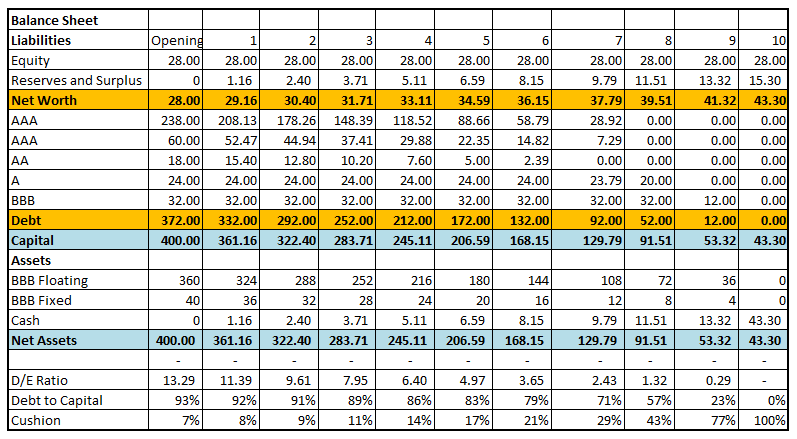 Balance Sheet
Liabilities Opening 1 2 3 4 5 6 7 8 9 10
Equity 28.00 28.00 28.00 28.00 28.00 28.00 28.00 28.00 28.00 28.00 28.00
Reserves and Surplus 0 1.16 2.40 3.71 5.11 6.59 8.15 9.79 11.51 13.32 15.30
Net Worth 28.00 29.16 30.40 31.71 33.11 34.59 36.15 37.79 39.51 41.32 43.30
AAA 238.00 208.13 178.26 148.39 118.52 88.66 58.79 28.92 0.00 0.00 0.00
AAA 60.00 52.47 44.94 37.41 29.88 22.35 14.82 7.29 0.00 0.00 0.00
AA 18.00 15.40 12.80 10.20 7.60 5.00 2.39 0.00 0.00 0.00 0.00
A 24.00 24.00 24.00 24.00 24.00 24.00 24.00 23.79 20.00 0.00 0.00
BBB 32.00 32.00 32.00 32.00 32.00 32.00 32.00 32.00 32.00 12.00 0.00
Debt 372.00 332.00 292.00 252.00 212.00 172.00 132.00 92.00 52.00 12.00 0.00
Capital 400.00 361.16 322.40 283.71 245.11 206.59 168.15 129.79 91.51 53.32 43.30
Assets
BBB Floating 360 324 288 252 216 180 144 108 72 36 0
BBB Fixed 40 36 32 28 24 20 16 12 8 4 0
Cash 0 1.16 2.40 3.71 5.11 6.59 8.15 9.79 11.51 13.32 43.30
Net Assets 400.00 361.16 322.40 283.71 245.11 206.59 168.15 129.79 91.51 53.32 43.30
- - - - - - - - - - -
D/E Ratio 13.29 11.39 9.61 7.95 6.40 4.97 3.65 2.43 1.32 0.29 -
Debt to Capital 93% 92% 91% 89% 86% 83% 79% 71% 57% 23% 0%
Cushion 7% 8% 9% 11% 14% 17% 21% 29% 43% 77% 100%